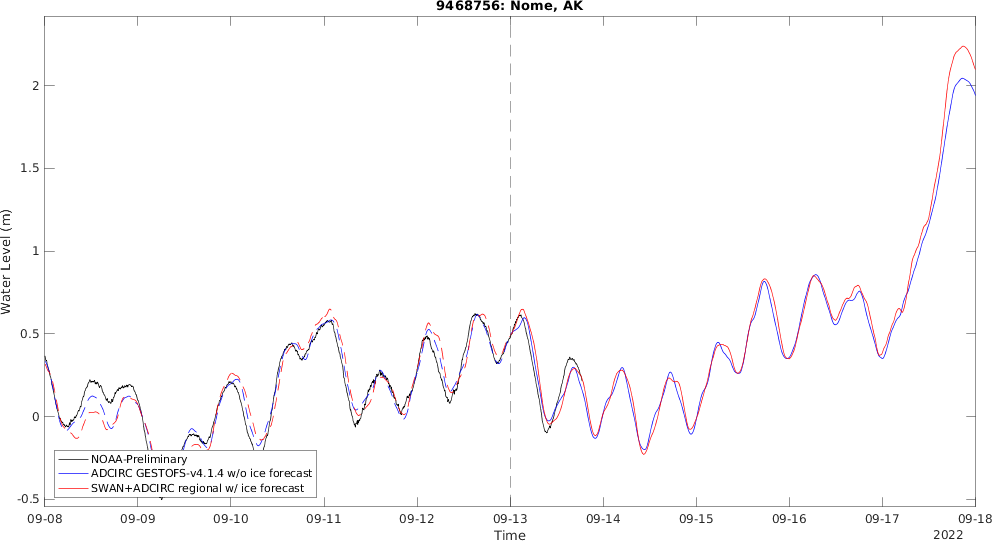 9468756: Nome, AK
Water Level (m)
2
1.5
1
0.5
0
-0.5
NOAA-Preliminary
ADCIRC GESTOFS-v4.1.4 w/o ice forecast
SWAN+ADCIRC regional w/ ice forecast
09-08 09-09 09-10 09-11 09-12 09-13 09-14 09-15 09-16 09-17 09-18
Time
2022